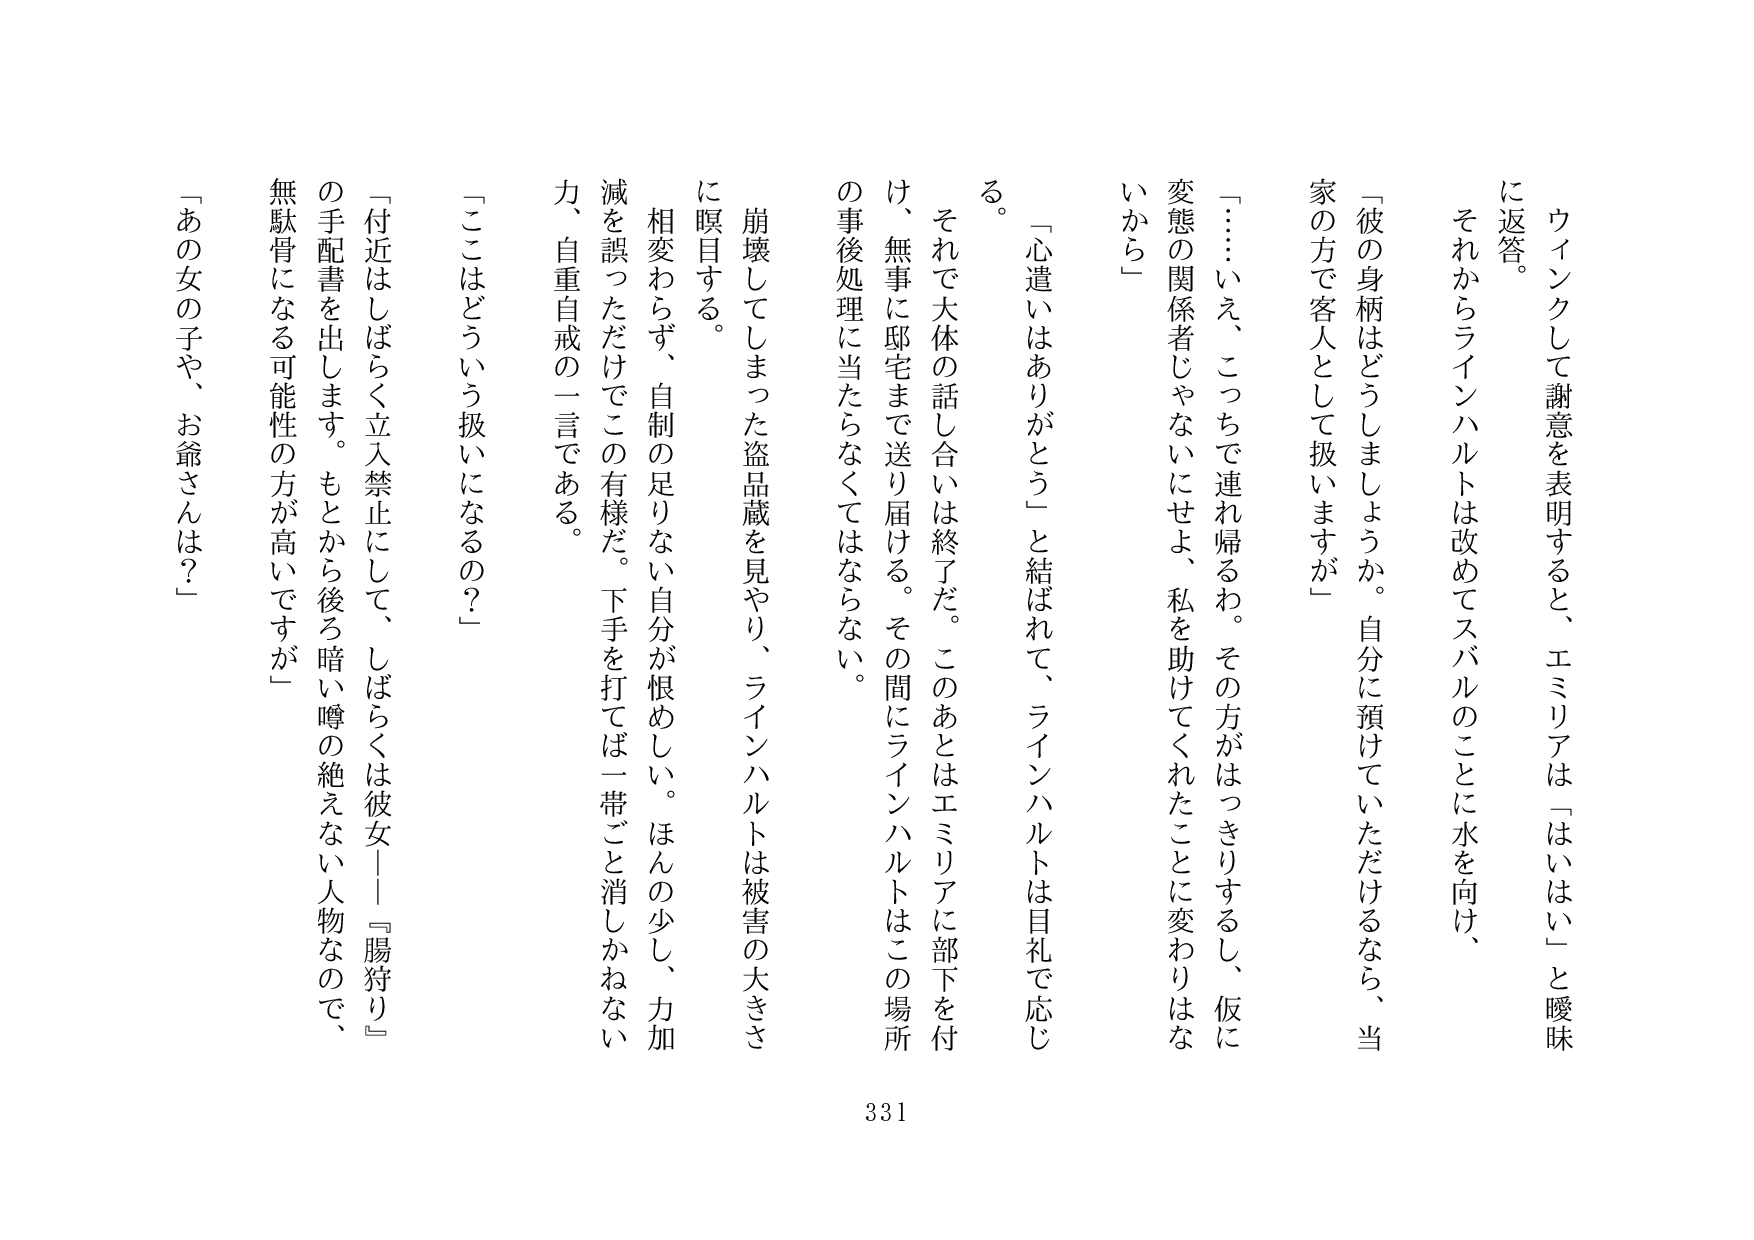 ウィンクして謝意を表明すると、エミリアは「はいはい」と曖昧
に返答。
　それからラインハルトは改めてスバルのことに水を向け、
「彼の身柄はどうしましょうか。自分に預けていただけるなら、当
家の方で客人として扱いますが」
「……いえ、こっちで連れ帰るわ。その方がはっきりするし、仮に
変態の関係者じゃないにせよ、私を助けてくれたことに変わりはな
いから」
　「心遣いはありがとう」と結ばれて、ラインハルトは目礼で応じ
る。
　それで大体の話し合いは終了だ。このあとはエミリアに部下を付
け、無事に邸宅まで送り届ける。その間にラインハルトはこの場所
の事後処理に当たらなくてはならない。
　崩壊してしまった盗品蔵を見やり、ラインハルトは被害の大きさ
に瞑目する。
　相変わらず、自制の足りない自分が恨めしい。ほんの少し、力加
減を誤っただけでこの有様だ。下手を打てば一帯ごと消しかねない
力、自重自戒の一言である。
「ここはどういう扱いになるの？」
「付近はしばらく立入禁止にして、しばらくは彼女――『腸狩り』
の手配書を出します。もとから後ろ暗い噂の絶えない人物なので、
無駄骨になる可能性の方が高いですが」
「あの女の子や、お爺さんは？」
331